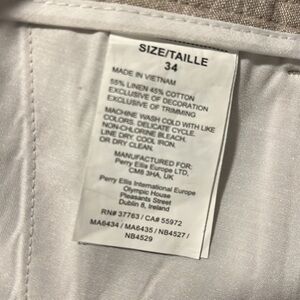 SIZE/TAILLE
34
MADE IN VIETNAM
55% LINEN 45% COTTON
EXCLUSIVE OF DECORATION
EXCLUSIVE OF TRIMMING
MACHINE WASH COLD WITH LIKE
COLORS. DELICATE CYCLE.
NON-CHLORINE BLEACH.
LINE DRY. COOL IRON.
OR DRY CLEAN.
MANUFACTURED FOR:
Perry Ellis Europe LTD,
CM8 3HA, UK
Perry Ellis International Europe
Olympic House
Pleasants Street
Dublin 8, Ireland
RN# 37763 / CA# 55972
MA6434 / MA6435 / NB4527 /
NB4529